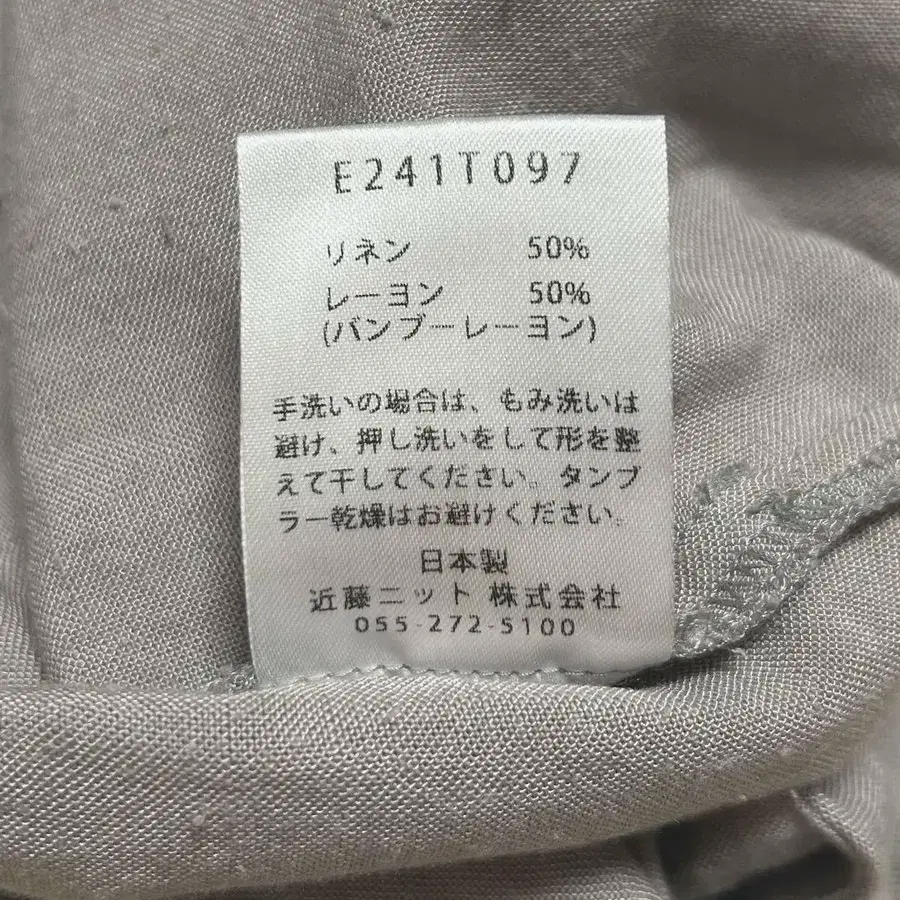 E241T097
リネン 50%
レーヨン 50%
(バンブーレーヨン)
手洗いの場合は、もみ洗いは
避け、押し洗いをして形を整
えて干してください。タンブ
ラー乾燥はお避けください。
日本製
近藤ニット 株式会社
055-272-5100